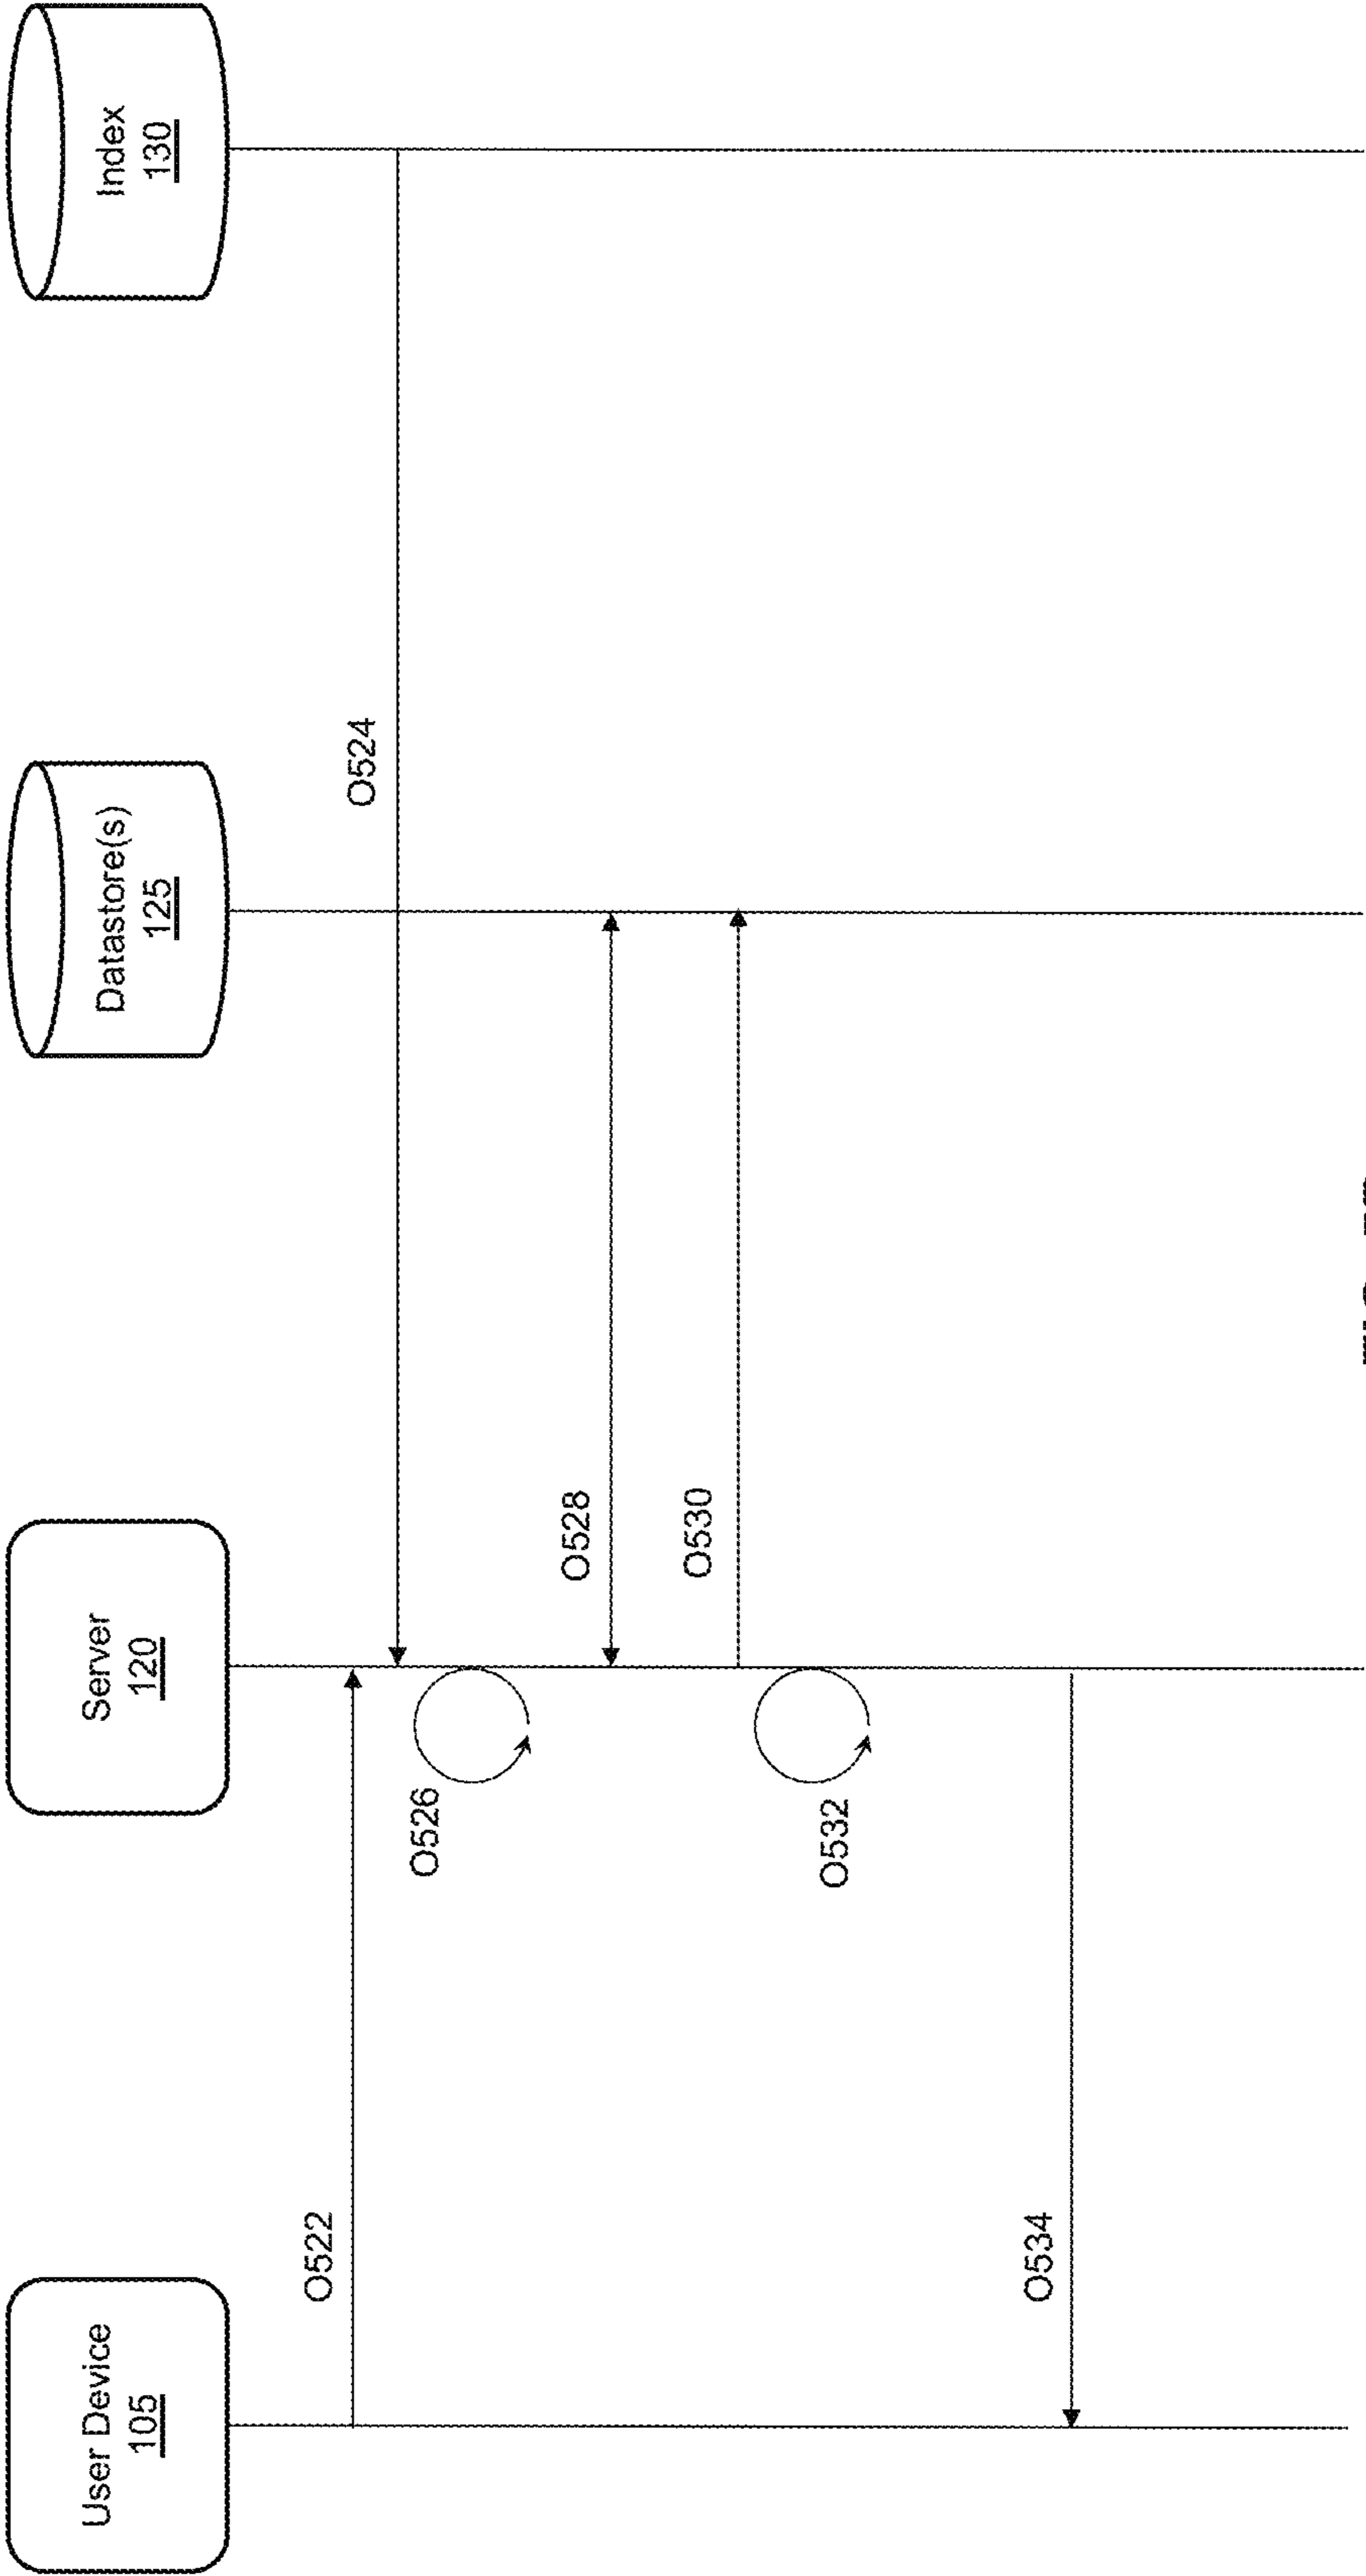 User Device
105
Server
120
Datastore(s)
125
Index
130
O522
O524
O526
O528
O530
O532
O534